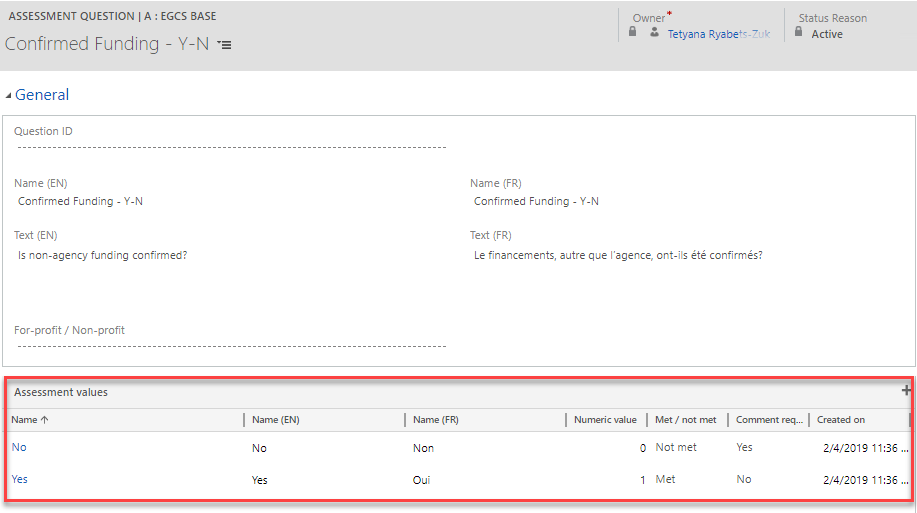 ASSESSMENT QUESTION | A : EGCS BASE
Confirmed Funding - Y-N
Owner*
Tetyana Ryabets-Zuk
Status Reason
Active
General
Question ID
Name (EN)
Confirmed Funding - Y-N
Name (FR)
Confirmed Funding - Y-N
Text (EN)
Is non-agency funding confirmed?
Text (FR)
Le financements, autre que l'agence, ont-ils été confirmés?
For-profit / Non-profit
Assessment values +
Name ↑ Name (EN) Name (FR) Numeric value Met / not met Comment req... Created on
No No Non 0 Not met Yes 2/4/2019 11:36 ...
Yes Yes Oui 1 Met No 2/4/2019 11:36 ...